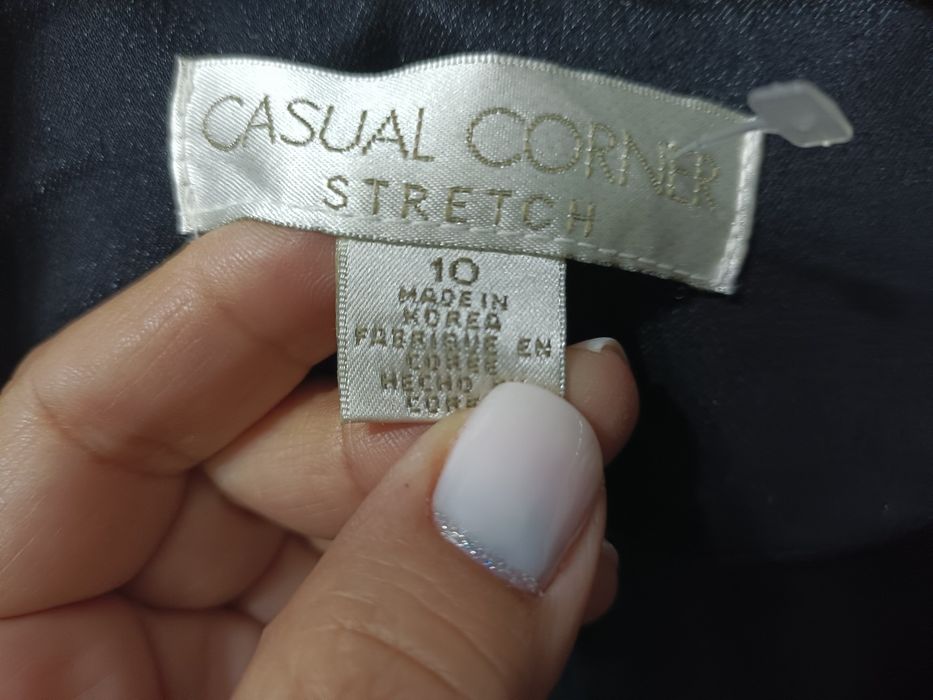 CASUAL CORNER
STRETCH
10
MADE IN
KOREA
FABRIQUE EN
COREE
HECHO